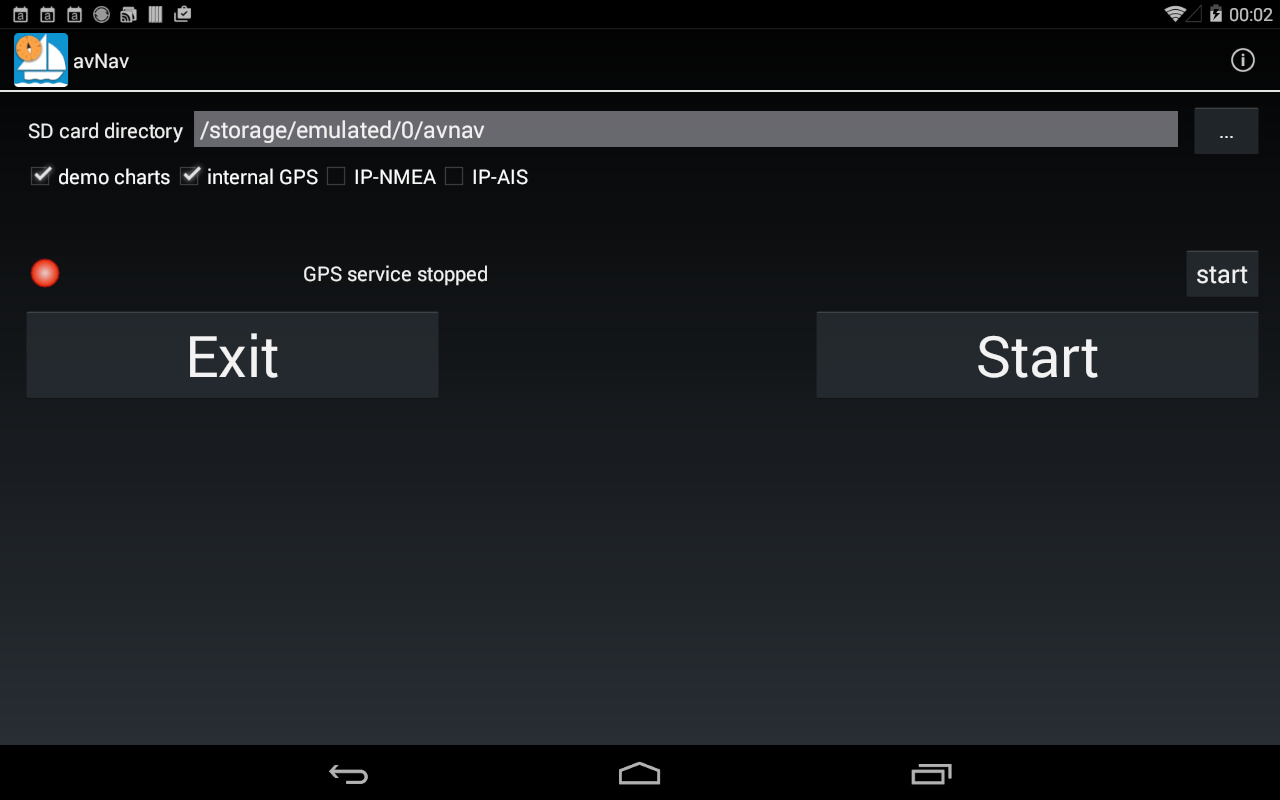 00:02
avNav
SD card directory /storage/emulated/0/avnav ...
demo charts internal GPS IP-NMEA IP-AIS
GPS service stopped start
Exit Start